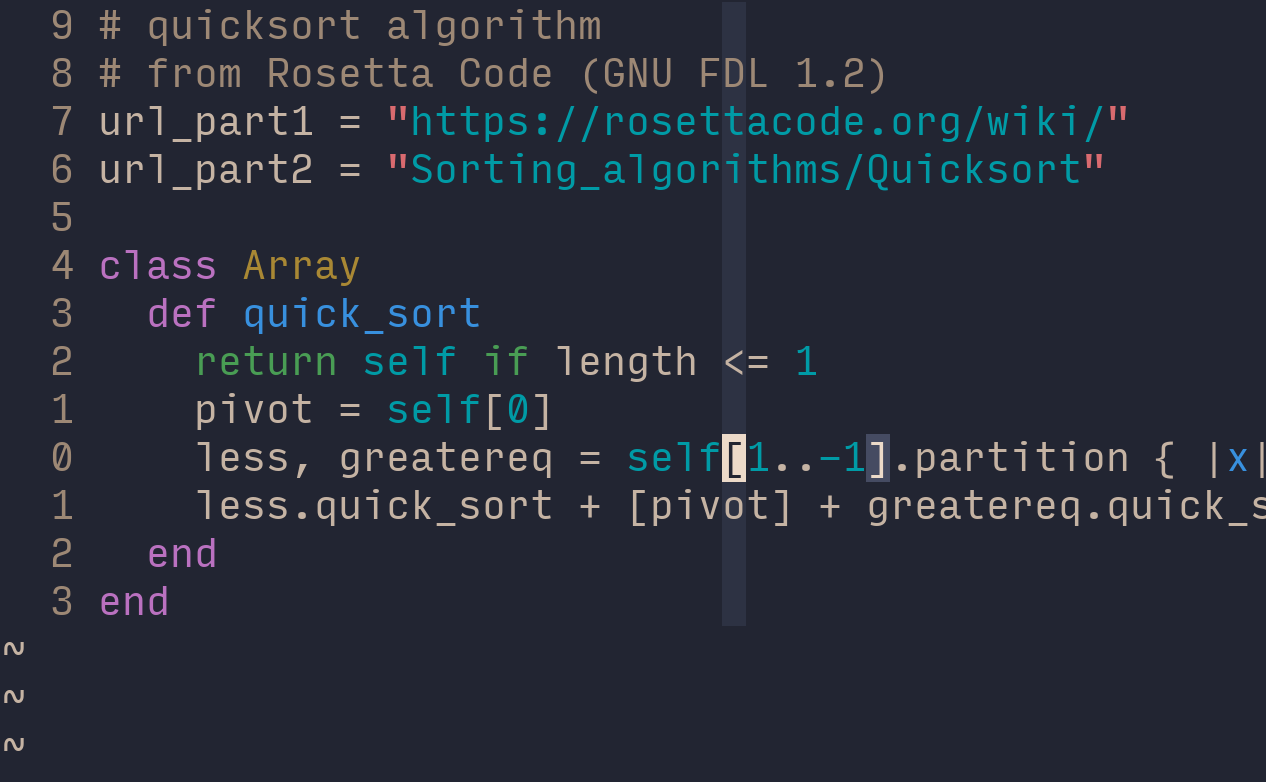 9 # quicksort algorithm
8 # from Rosetta Code (GNU FDL 1.2)
7 url_part1 = "https://rosettacode.org/wiki/"
6 url_part2 = "Sorting_algorithms/Quicksort"
5
4 class Array
3   def quick_sort
2     return self if length <= 1
1     pivot = self[0]
0     less, greatereq = self[1..-1].partition { |x|
1     less.quick_sort + [pivot] + greatereq.quick_s
2   end
3 end
~
~
~